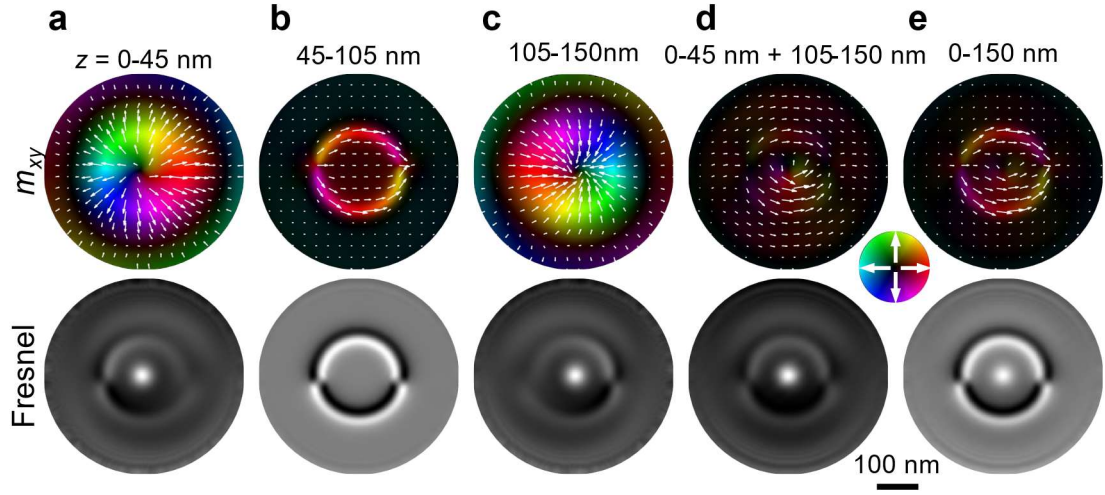 a b c d e
z = 0-45 nm 45-105 nm 105-150nm 0-45 nm + 105-150 nm 0-150 nm
mxy
Fresnel
100 nm